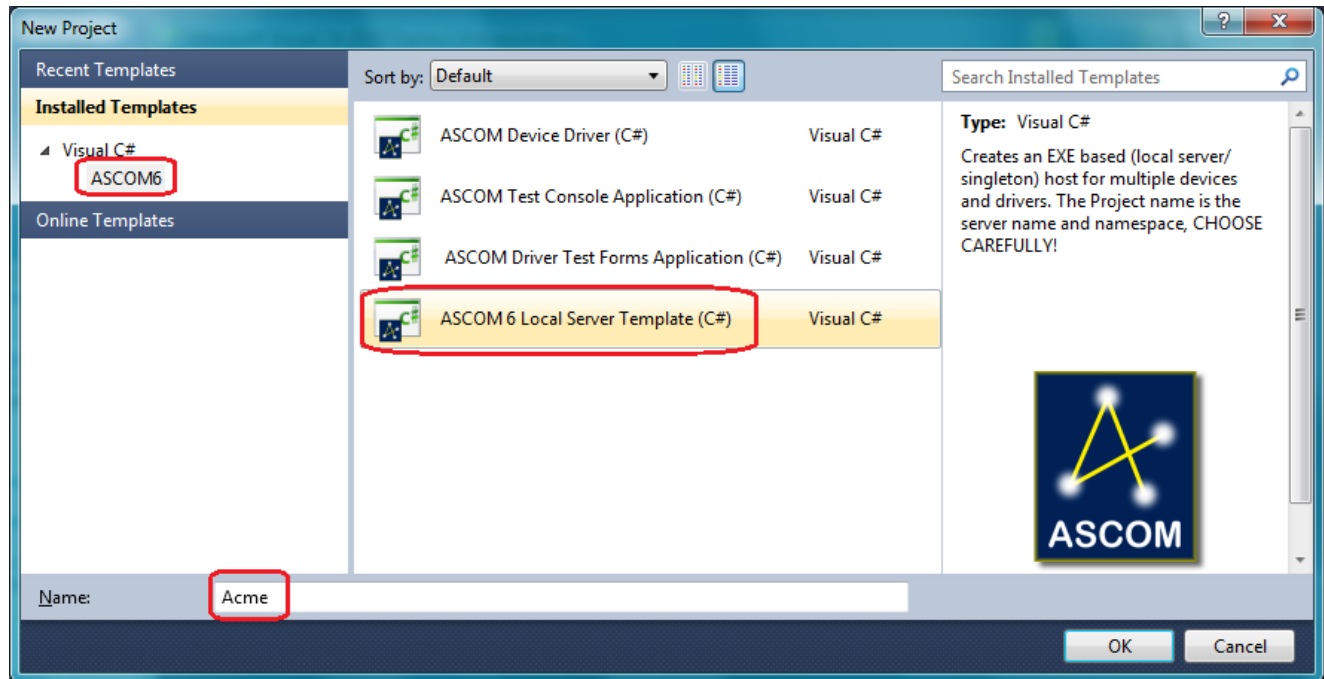 New Project
Recent Templates
Installed Templates
Visual C#
ASCOM6
Online Templates
Sort by: Default
ASCOM Device Driver (C#) Visual C#
ASCOM Test Console Application (C#) Visual C#
ASCOM Driver Test Forms Application (C#) Visual C#
ASCOM 6 Local Server Template (C#) Visual C#
Search Installed Templates
Type: Visual C#
Creates an EXE based (local server/
singleton) host for multiple devices
and drivers. The Project name is the
server name and namespace, CHOOSE
CAREFULLY!
ASCOM
Name: Acme
OK Cancel